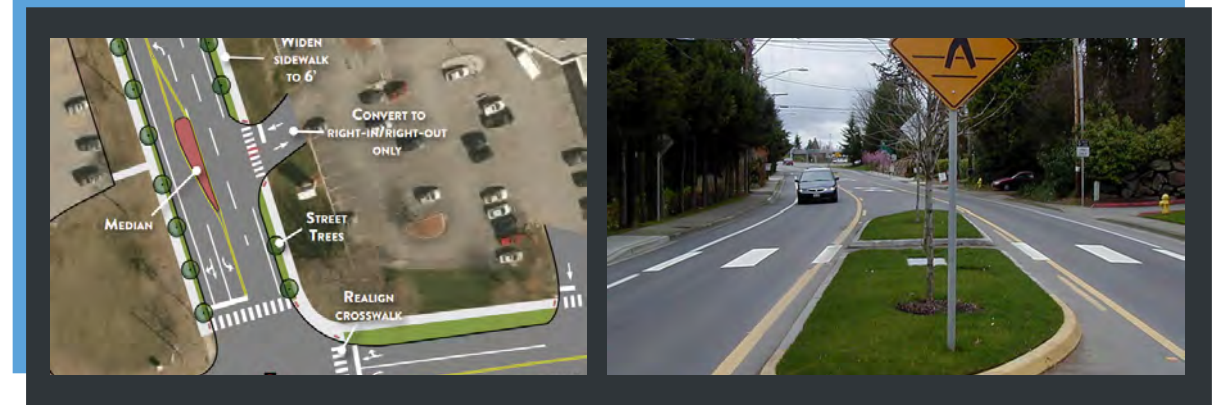 WIDEN
SIDEWALK
TO 6'
CONVERT TO
RIGHT-IN/RIGHT-OUT
ONLY
MEDIAN
STREET
TREES
REALIGN
CROSSWALK